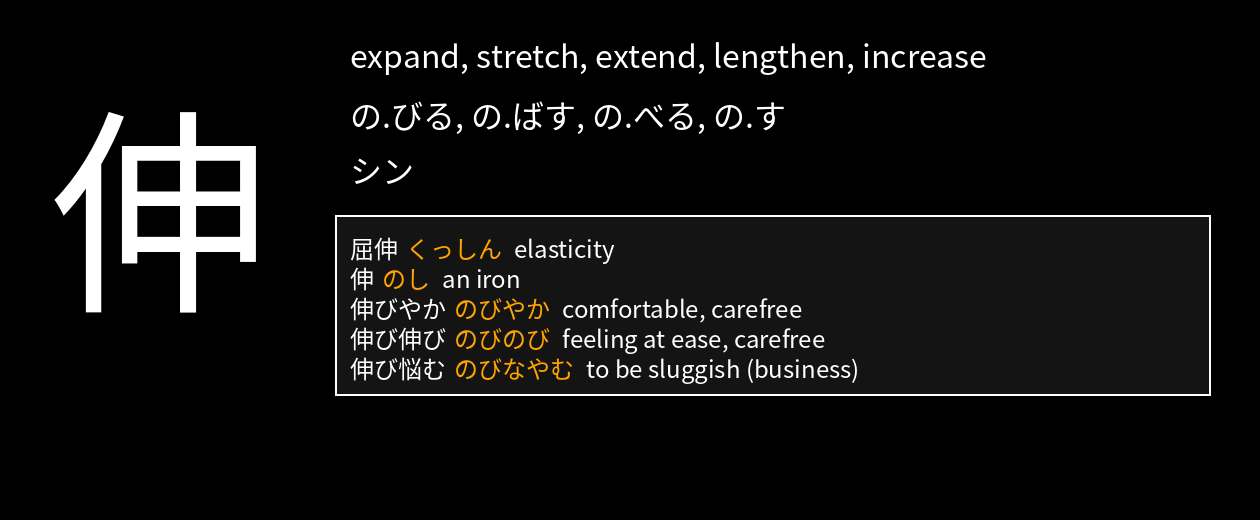 伸
expand, stretch, extend, lengthen, increase
の.びる, の.ばす, の.べる, の.す
シン
屈伸 くっしん elasticity
伸 のし an iron
伸びやか のびやか comfortable, carefree
伸び伸び のびのび feeling at ease, carefree
伸び悩む のびなやむ to be sluggish (business)